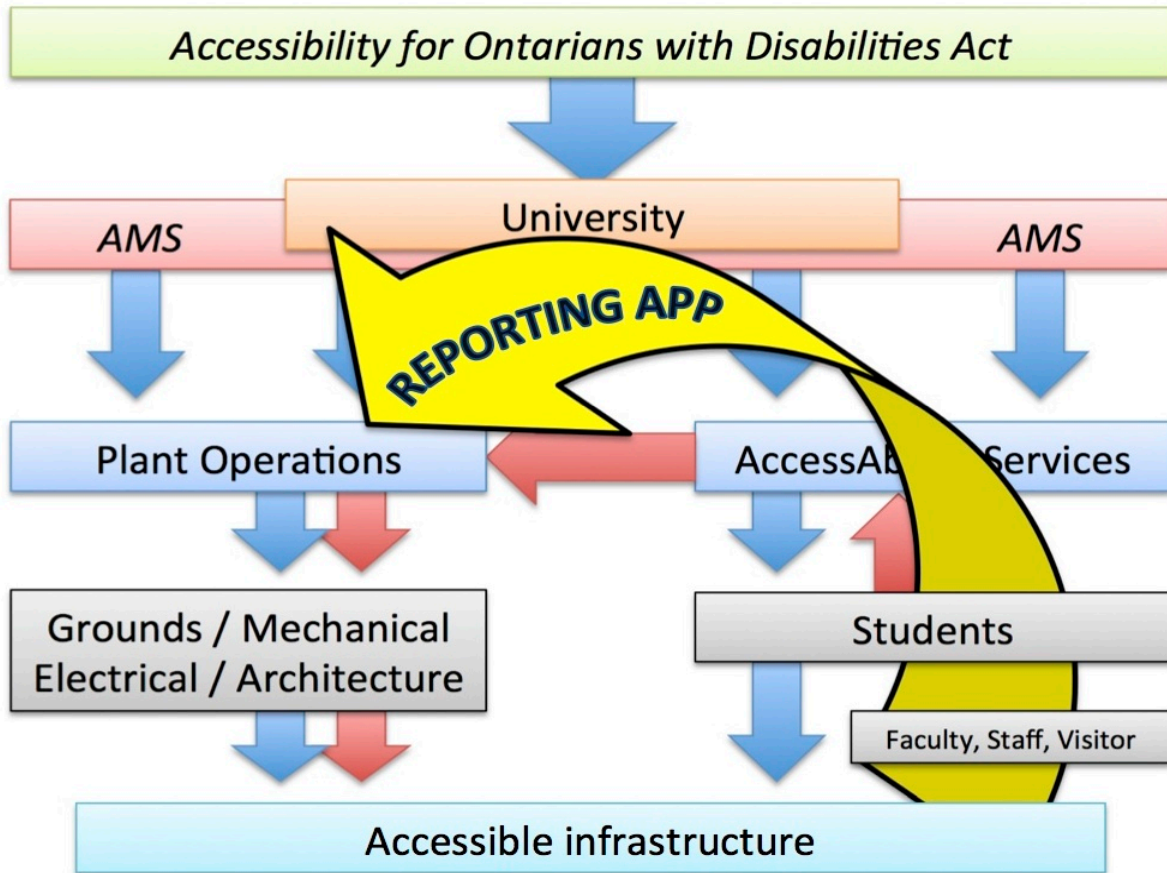 Accessibility for Ontarians with Disabilities Act
University
AMS
AMS
REPORTING APP
Plant Operations
AccessAb Services
Grounds / Mechanical
Electrical / Architecture
Students
Faculty, Staff, Visitor
Accessible infrastructure